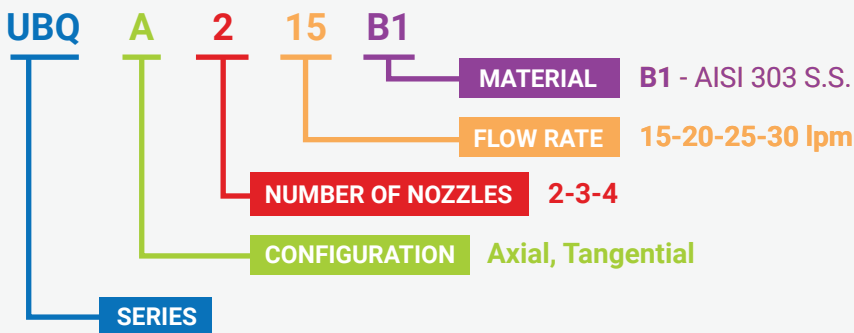 UBQ A 2 15 B1
MATERIAL B1 - AISI 303 S.S.
FLOW RATE 15-20-25-30 lpm
NUMBER OF NOZZLES 2-3-4
CONFIGURATION Axial, Tangential
SERIES